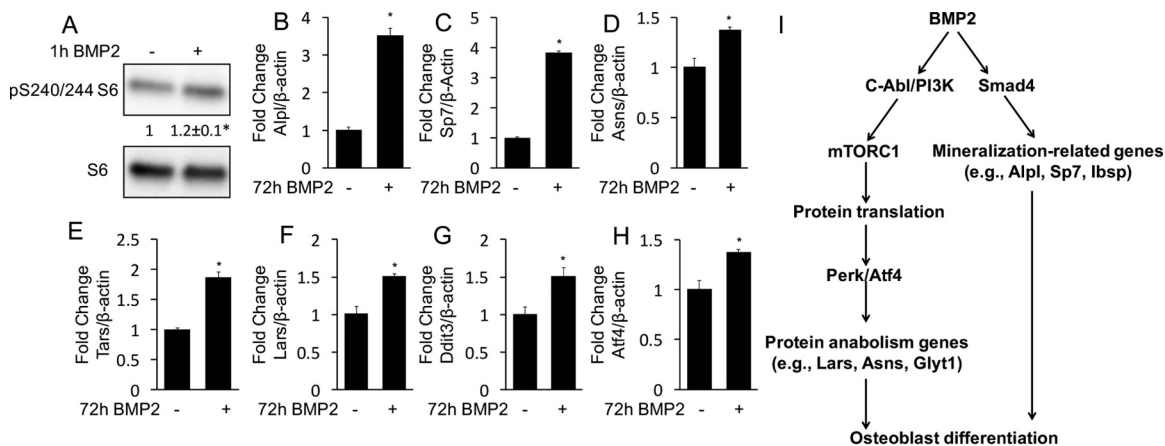 A
1h BMP2 - +
pS240/244 S6
1 1.2±0.1*
S6
B
Fold Change
Alpl/β-actin
4
3
2
1
0
*
72h BMP2 - +
C
Fold Change
Sp7/β-Actin
5
4
3
2
1
0
*
- +
D
Fold Change
Asns/β-actin
1.5
1
0.5
0
*
72h BMP2 - +
E
Fold Change
Tars/β-actin
2.5
2
1.5
1
0.5
0
*
72h BMP2 - +
F
Fold Change
Lars/β-actin
2
1.5
1
0.5
0
*
- +
G
Fold Change
Ddit3/β-actin
2
1.5
1
0.5
0
*
72h BMP2 - +
H
Fold Change
Atf4/β-actin
1.5
1
0.5
0
*
- +
I
BMP2
C-Abl/PI3K Smad4
mTORC1
Mineralization-related genes
(e.g., Alpl, Sp7, Ibsp)
Protein translation
Perk/Atf4
Protein anabolism genes
(e.g., Lars, Asns, Glyt1)
Osteoblast differentiation